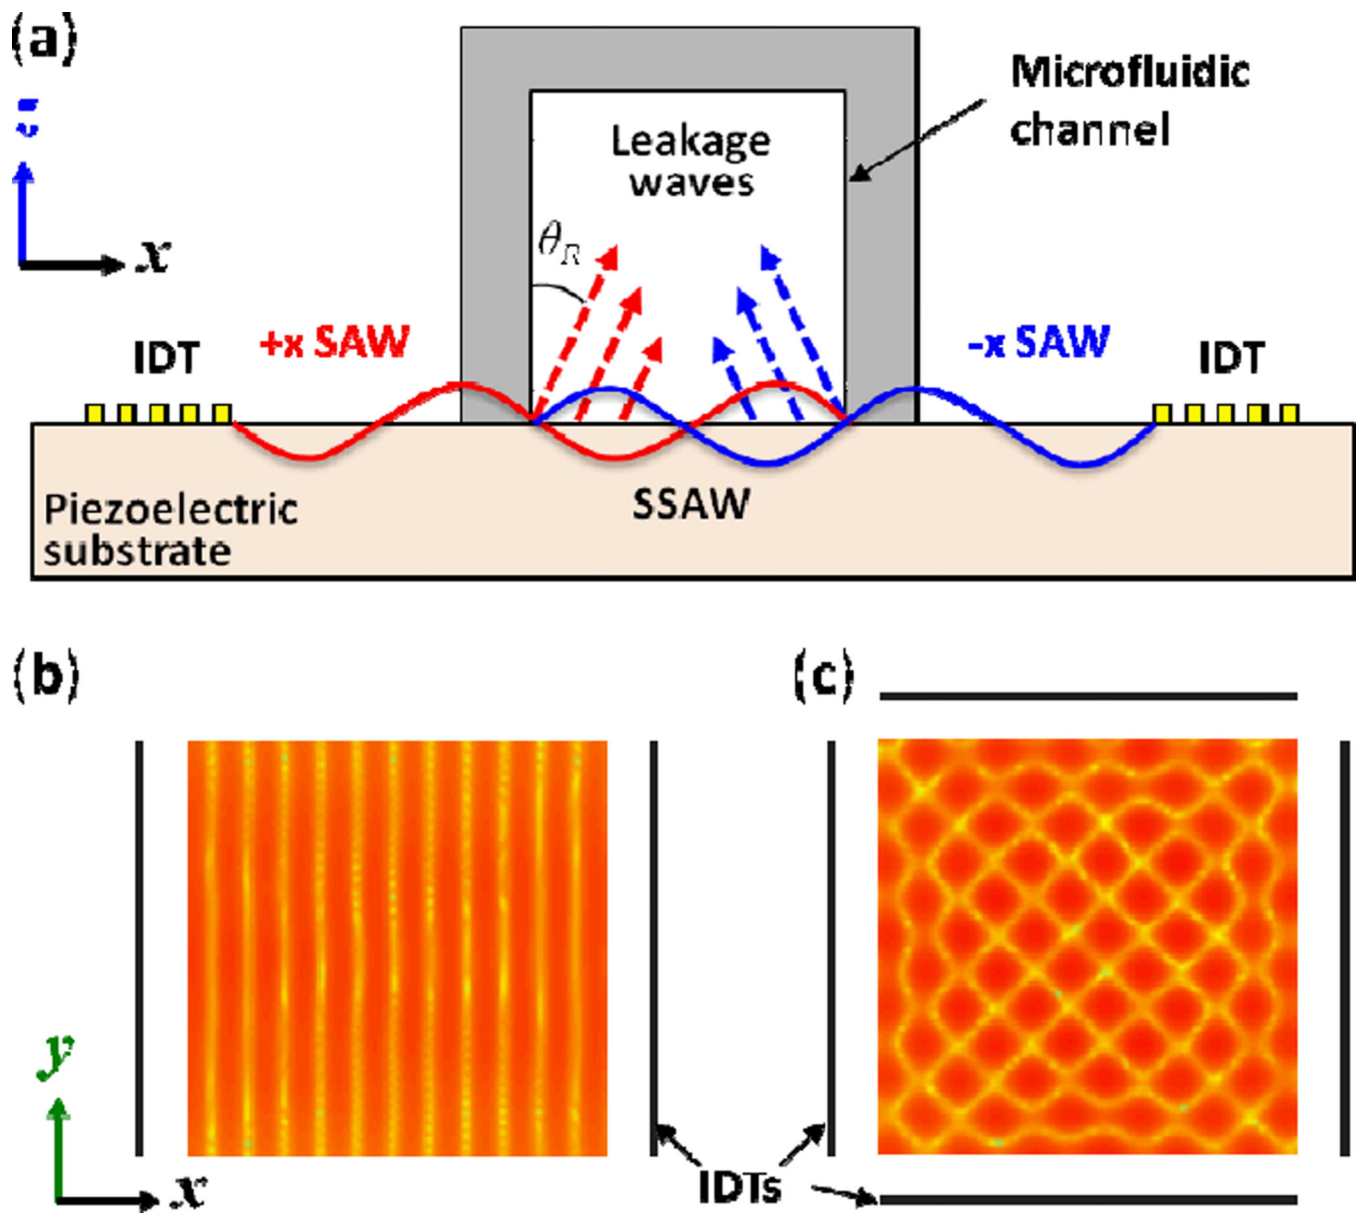 (a)
z
x
Microfluidic
channel
Leakage
waves
θR
+x SAW
-x SAW
IDT
IDT
SSAW
Piezoelectric
substrate
(b)
(c)
y
x
IDTs